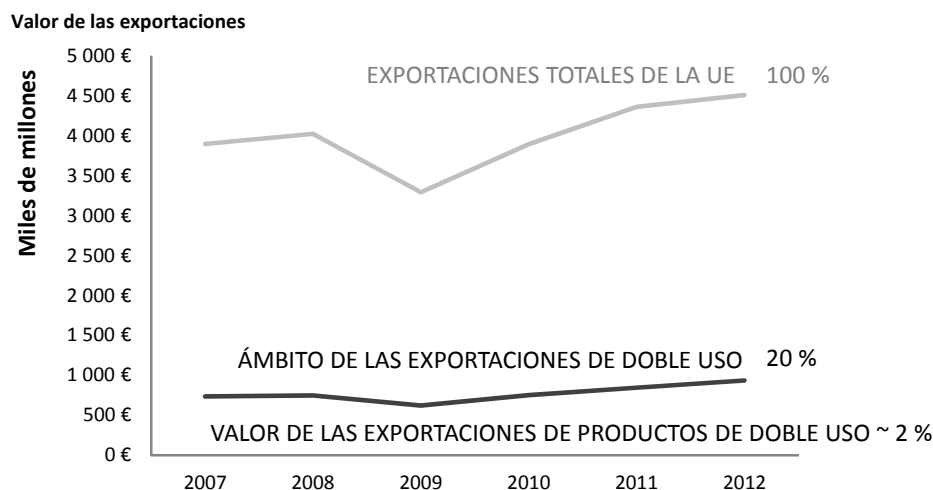 Valor de las exportaciones
Miles de millones
5 000 €
4 500 €
4 000 €
3 500 €
3 000 €
2 500 €
2 000 €
1 500 €
1 000 €
500 €
0 €
EXPORTACIONES TOTALES DE LA UE 100 %
ÁMBITO DE LAS EXPORTACIONES DE DOBLE USO 20 %
VALOR DE LAS EXPORTACIONES DE PRODUCTOS DE DOBLE USO ~ 2 %
2007 2008 2009 2010 2011 2012